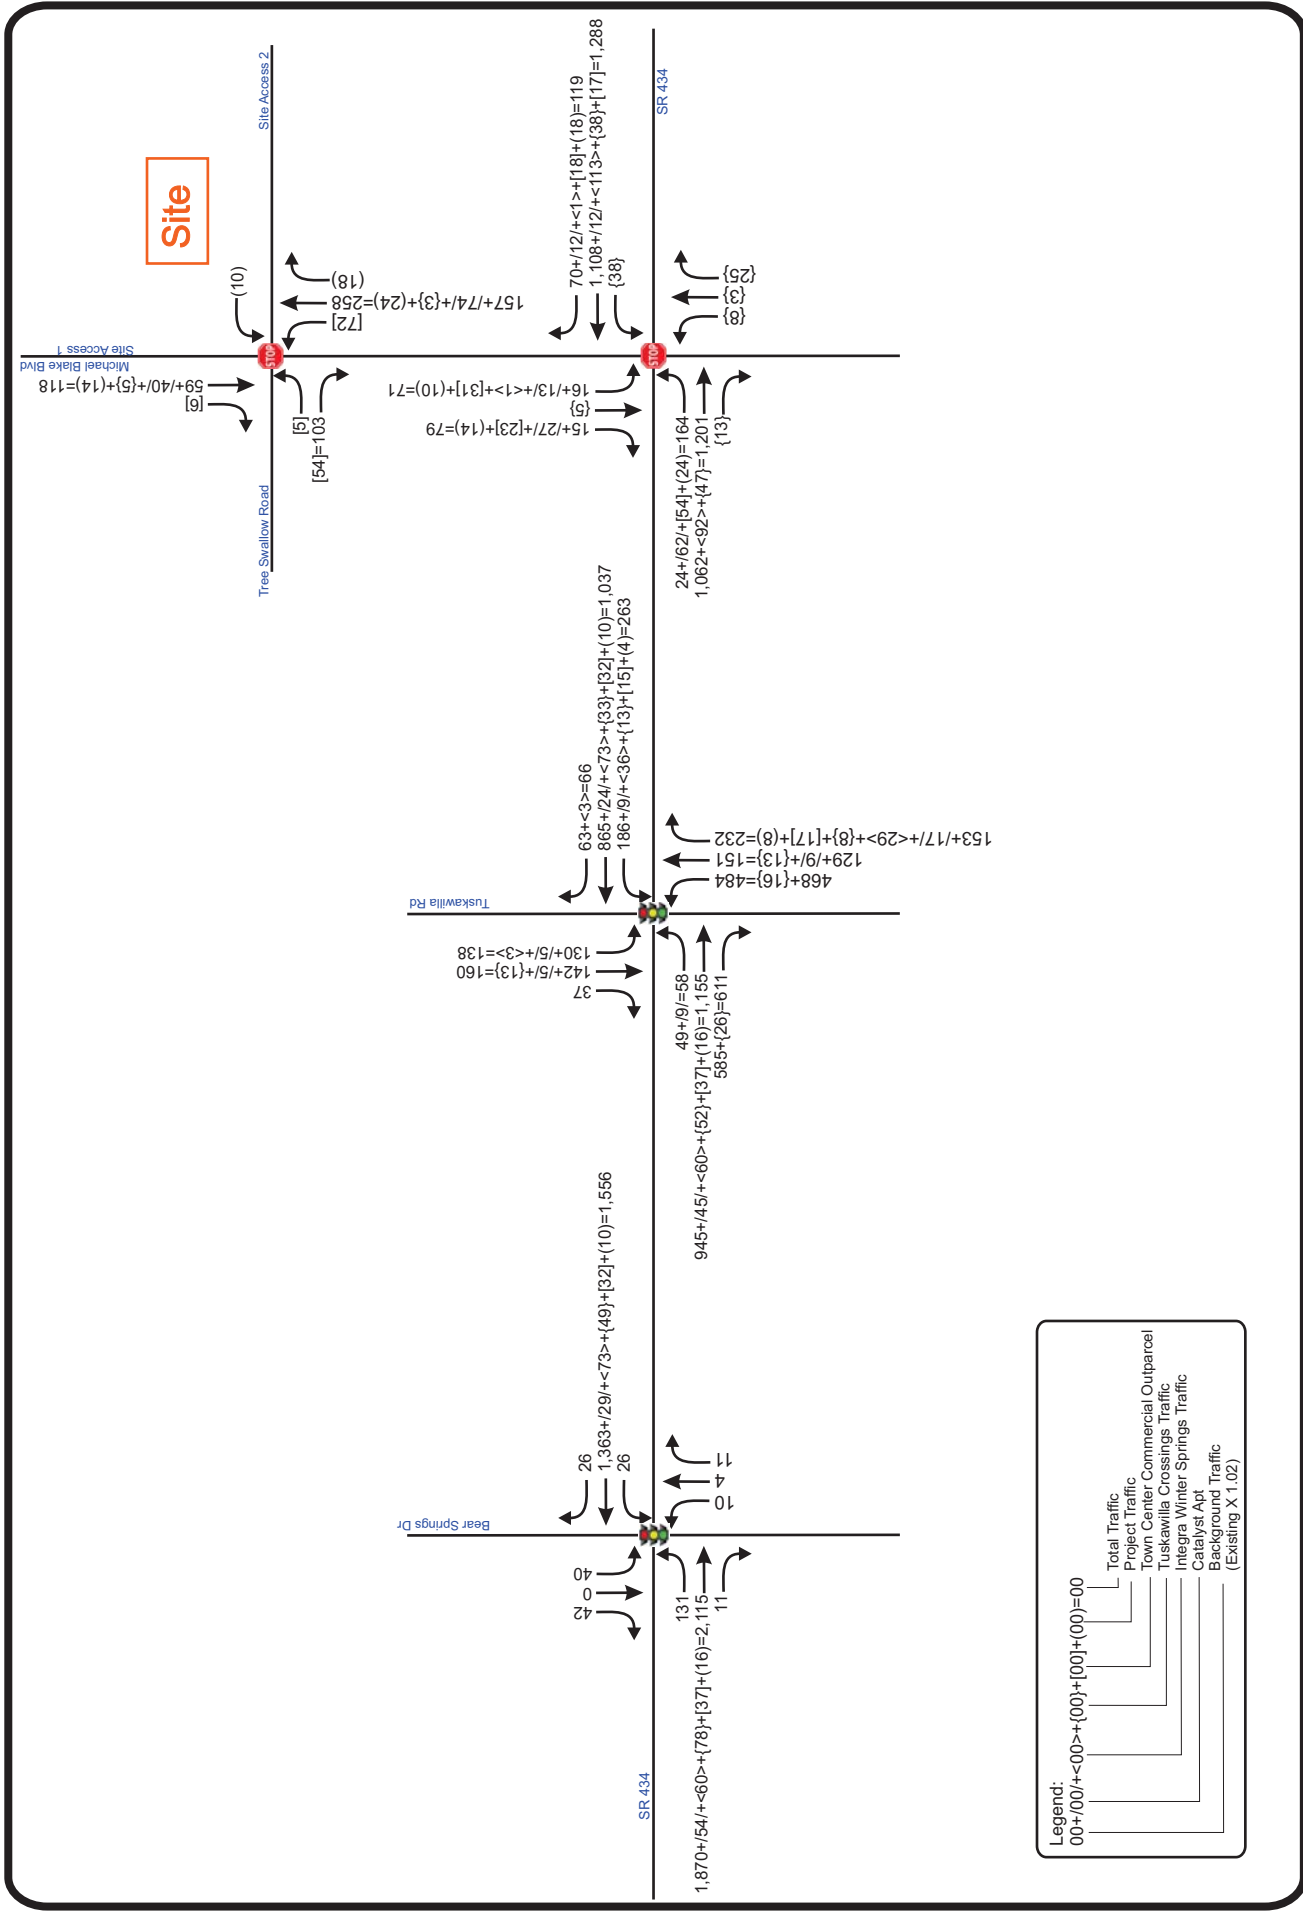 Site
Site Access 2
Tree Swallow Road
Site Access 1
Michael Blake Blvd
59+/40/+{5}+(14)=118
[6]
(10)
[5]
[54]=103
(18)
157+/74/+{3}+(24)=258
[72]
SR 434
70+/12/+<1>+[18]+(18)=119
1,108+/12/+<113>+{38}+[17]=1,288
{38}
16+/13/+<1>+[31]+(10)=71
{5}
15+/27/+[23]+(14)=79
24+/62/+[54]+(24)=164
1,062+<92>+{47}=1,201
{13}
{25}
{3}
{8}
Tuskawilla Rd
63+<3>=66
865+/24/+<73>+{33}+[32]+(10)=1,037
186+/9/+<36>+{13}+[15]+(4)=263
130+/5/+<3>=138
142+/5/+{13}=160
37
49+/9/=58
945+/45/+<60>+{52}+[37]+(16)=1,155
585+{26}=611
153+/17/+<29>+{8}+[17]+(8)=232
129+/9/+{13}=151
468+{16}=484
Bear Springs Dr
26
1,363+/29/+<73>+{49}+[32]+(10)=1,556
26
40
0
42
131
1,870+/54/+<60>+{78}+[37]+(16)=2,115
11
11
4
10
SR 434
STOP
STOP
Legend:
00+/00/+<00>+{00}+[00]+(00)=00
Total Traffic
Project Traffic
Town Center Commercial Outparcel
Tuskawilla Crossings Traffic
Integra Winter Springs Traffic
Catalyst Apt
Background Traffic
(Existing X 1.02)